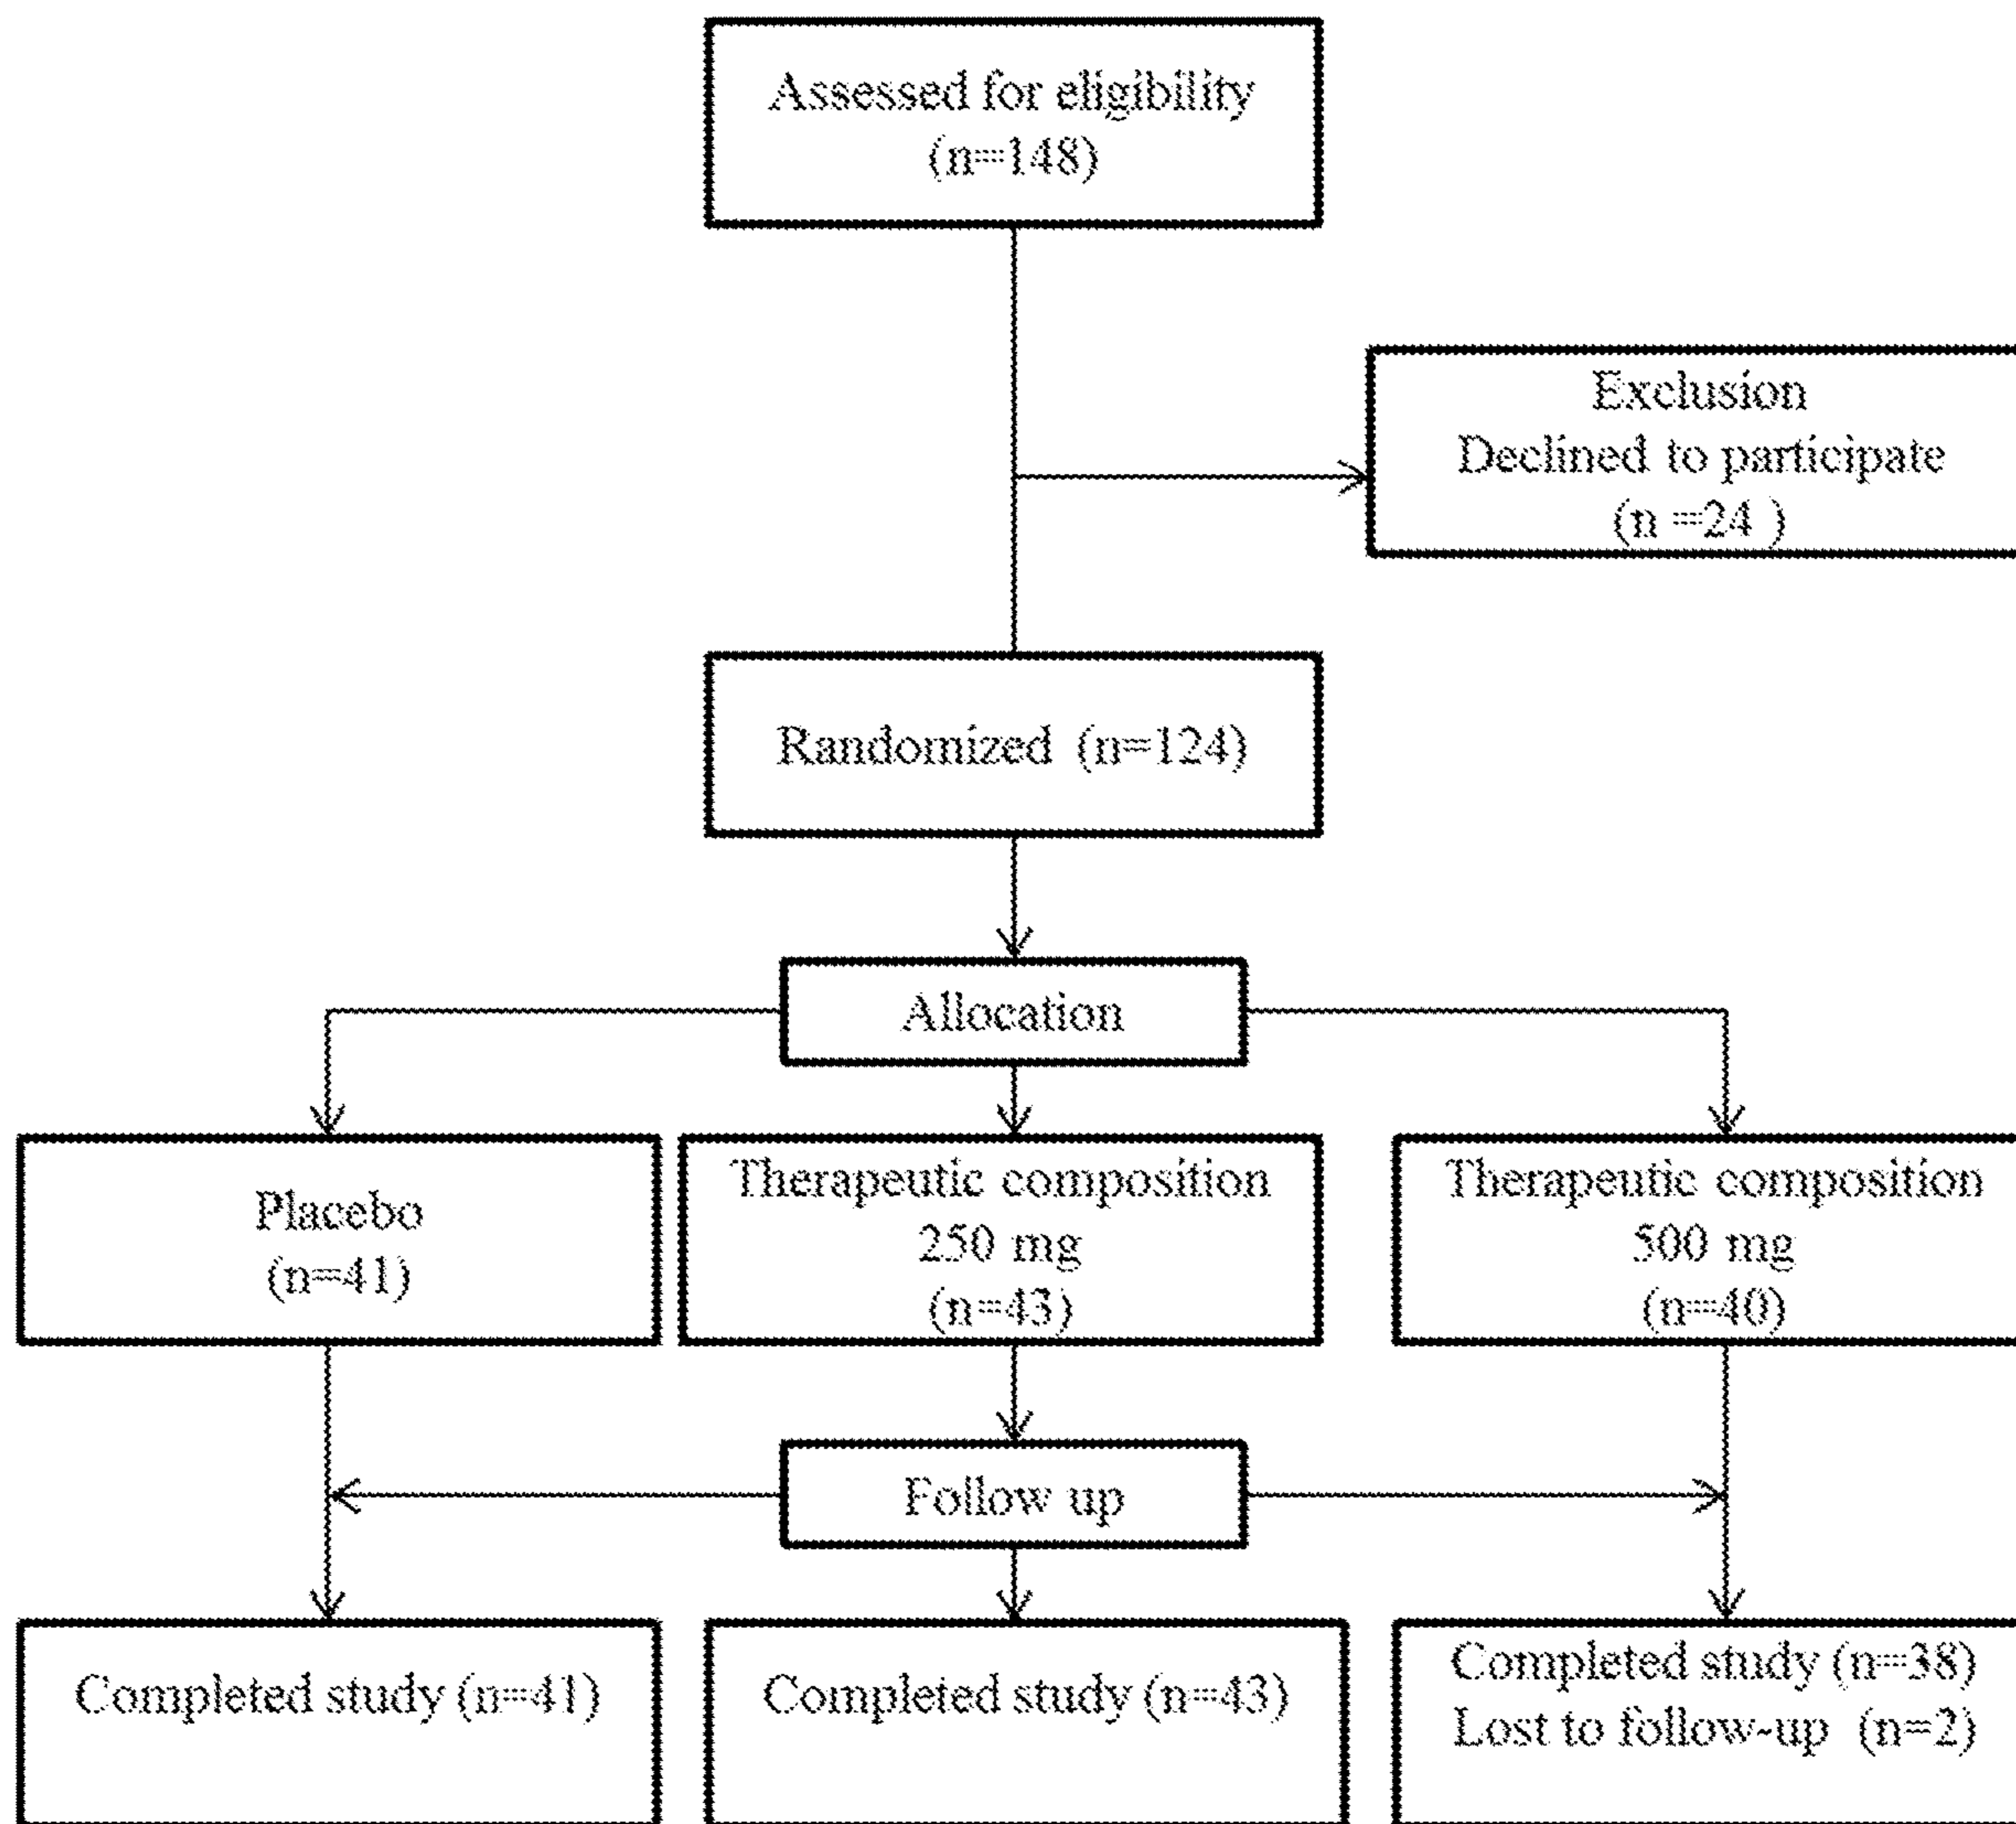 Assessed for eligibility
(n=148)
Exclusion
Declined to participate
(n =24 )
Randomized (n=124)
Allocation
Placebo
(n=41)
Therapeutic composition
250 mg
(n=43)
Therapeutic composition
500 mg
(n=40)
Follow up
Completed study (n=41)
Completed study (n=43)
Completed study (n=38)
Lost to follow-up (n=2)